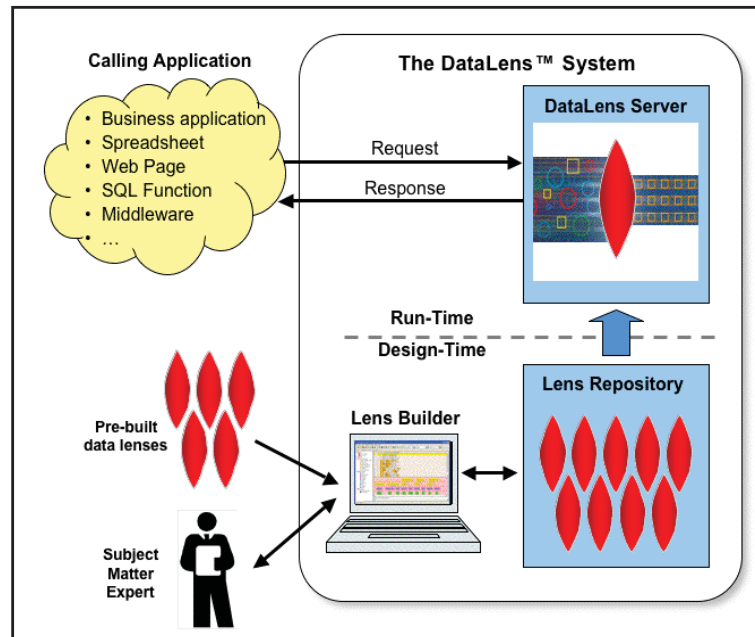 Calling Application
• Business application
• Spreadsheet
• Web Page
• SQL Function
• Middleware
• ...
The DataLens™ System
DataLens Server
Request
Response
Run-Time
Design-Time
Pre-built
data lenses
Lens Builder
Lens Repository
Subject
Matter
Expert